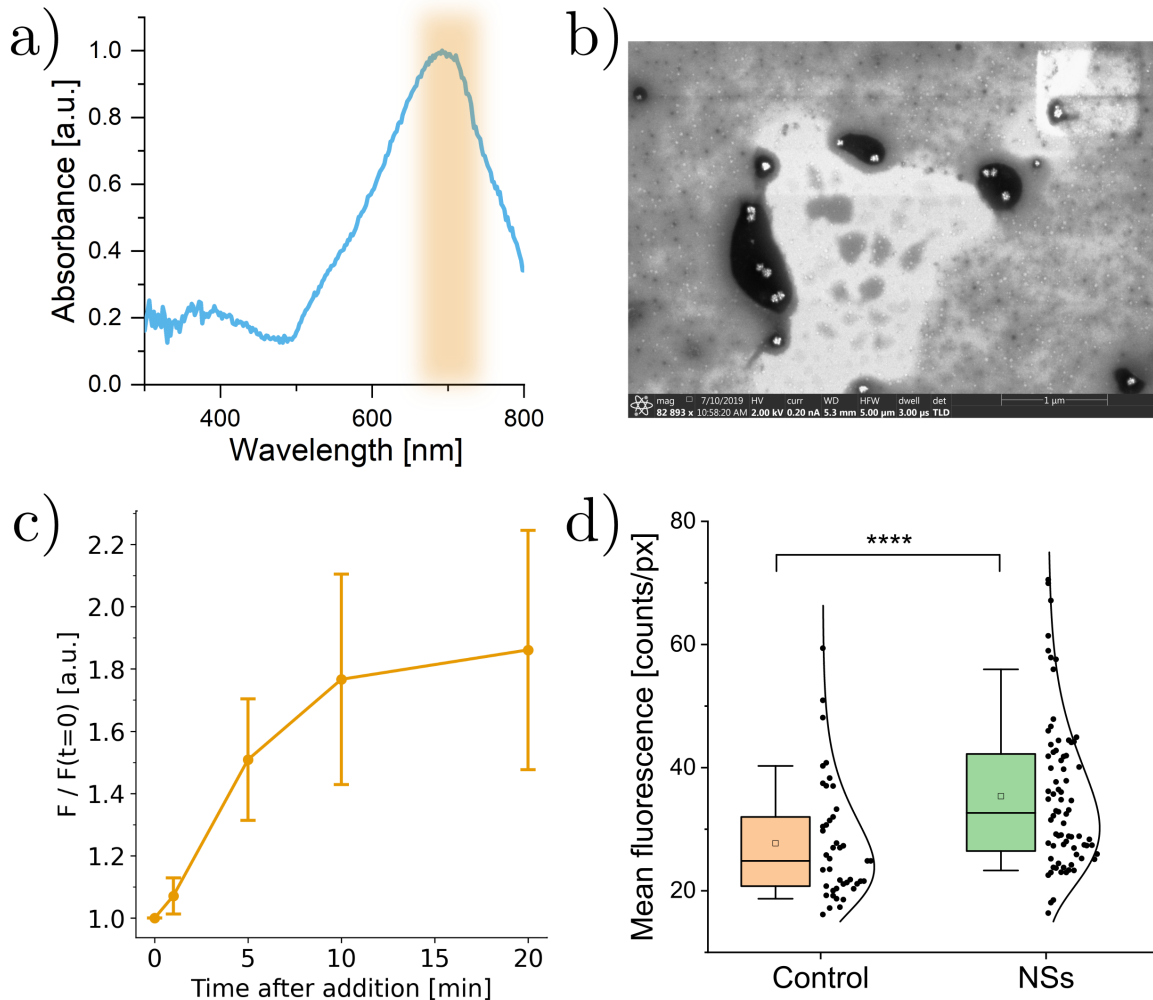 a)
Absorbance [a.u.]
1.0
0.8
0.6
0.4
0.2
0.0
400 600 800
Wavelength [nm]
b)
mag □ 7/10/2019 HV curr WD HFW dwell det
82 893 x 10:58:20 AM 2.00 kV 0.20 nA 5.3 mm 5.00 µm 3.00 µs TLD
1 µm
c)
F / F(t=0) [a.u.]
2.2
2.0
1.8
1.6
1.4
1.2
1.0
0 5 10 15 20
Time after addition [min]
d)
Mean fluorescence [counts/px]
80
60
40
20
****
Control NSs